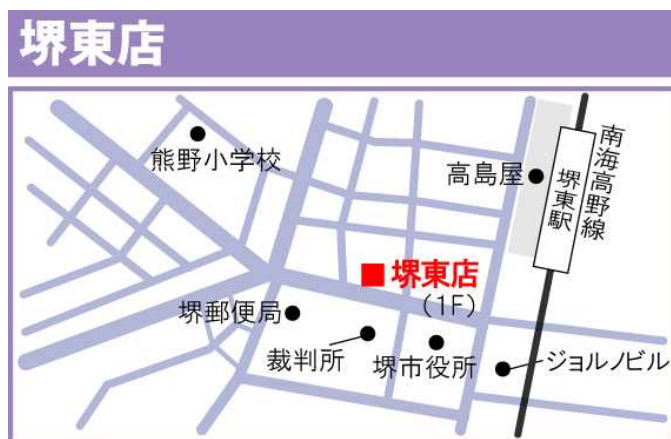 堺東店
熊野小学校
高島屋
南海高野線
堺東駅
堺東店
(1F)
堺郵便局
裁判所
堺市役所
ジョルノビル